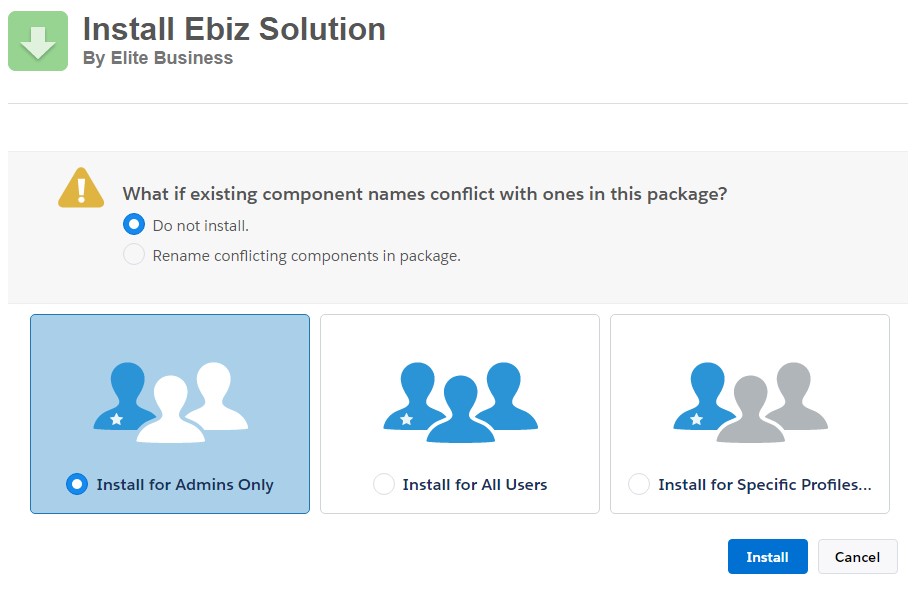 Install Ebiz Solution
By Elite Business
What if existing component names conflict with ones in this package?
Do not install.
Rename conflicting components in package.
Install for Admins Only
Install for All Users
Install for Specific Profiles...
Install
Cancel